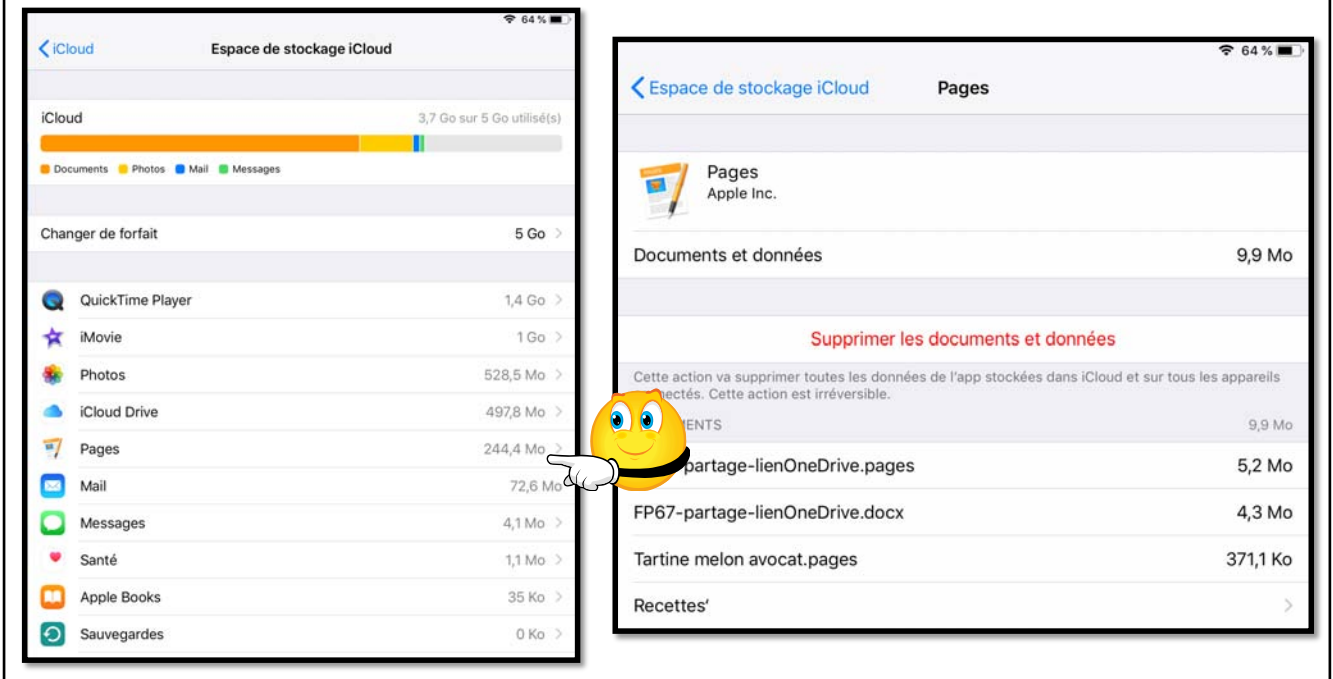 64 %
iCloud
Espace de stockage iCloud
iCloud
3,7 Go sur 5 Go utilisé(s)
Documents Photos Mail Messages
Changer de forfait
5 Go
QuickTime Player
1,4 Go
iMovie
1 Go
Photos
528,5 Mo
iCloud Drive
497,8 Mo
Pages
244,4 Mo
Mail
72,6 Mo
Messages
4,1 Mo
Santé
1,1 Mo
Apple Books
35 Ko
Sauvegardes
0 Ko
64 %
Espace de stockage iCloud
Pages
Pages
Apple Inc.
Documents et données
9,9 Mo
Supprimer les documents et données
Cette action va supprimer toutes les données de l'app stockées dans iCloud et sur tous les appareils
nectés. Cette action est irréversible.
ENTS
9,9 Mo
partage-lienOneDrive.pages
5,2 Mo
FP67-partage-lienOneDrive.docx
4,3 Mo
Tartine melon avocat.pages
371,1 Ko
Recettes'